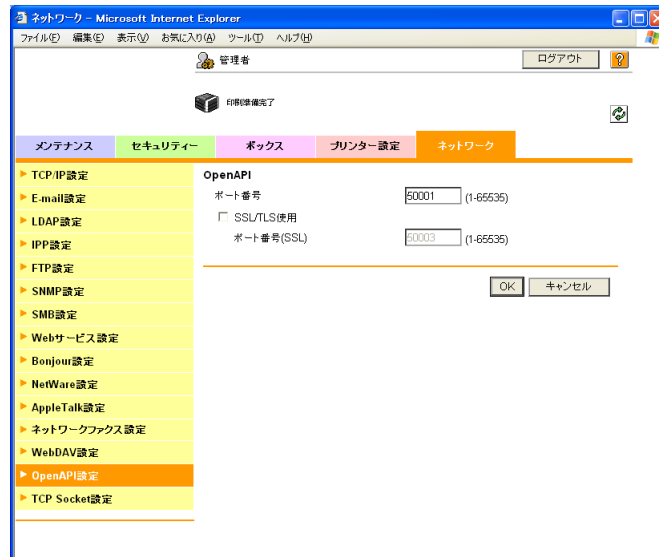 ネットワーク - Microsoft Internet Explorer
ファイル(F) 編集(E) 表示(V) お気に入り(A) ツール(T) ヘルプ(H)
管理者
ログアウト
?
印刷準備完了
メンテナンス セキュリティー ボックス プリンター設定 ネットワーク
TCP/IP設定
E-mail設定
LDAP設定
IPP設定
FTP設定
SNMP設定
SMB設定
Webサービス設定
Bonjour設定
NetWare設定
AppleTalk設定
ネットワークファクス設定
WebDAV設定
OpenAPI設定
TCP Socket設定
OpenAPI
ポート番号 50001 (1-65535)
SSL/TLS使用
ポート番号(SSL) 50003 (1-65535)
OK キャンセル